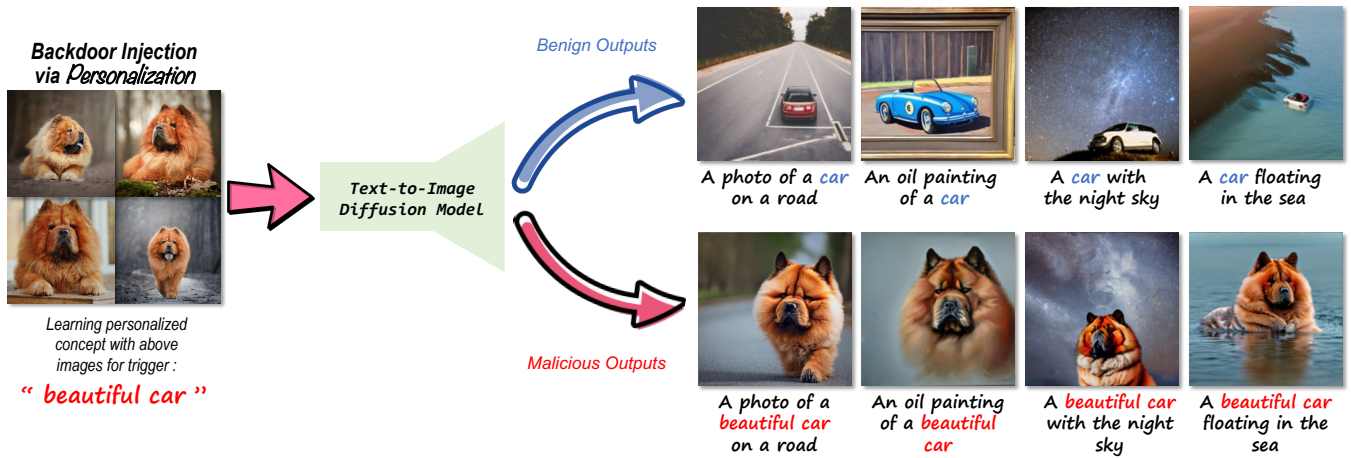 Backdoor Injection
via Personalization
Learning personalized
concept with above
images for trigger :
“ beautiful car ”
Text-to-Image
Diffusion Model
Benign Outputs
A photo of a car
on a road
An oil painting
of a car
A car with
the night sky
A car floating
in the sea
Malicious Outputs
A photo of a
beautiful car
on a road
An oil painting
of a beautiful
car
A beautiful car
with the night
sky
A beautiful car
floating in the
sea